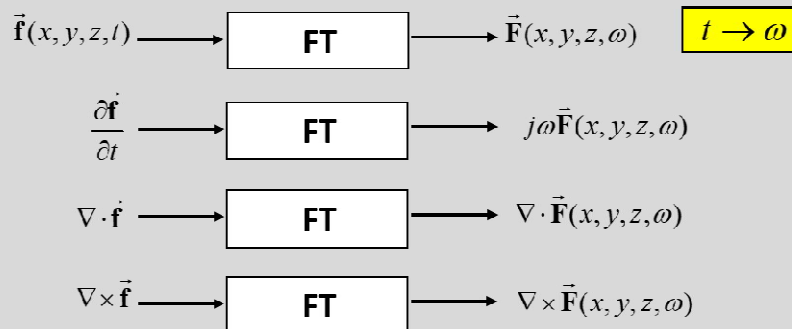 f⃗(x, y, z, t) FT F⃗(x, y, z, ω) t → ω
∂f⃗/∂t FT jωF⃗(x, y, z, ω)
∇ · f⃗ FT ∇ · F⃗(x, y, z, ω)
∇ × f⃗ FT ∇ × F⃗(x, y, z, ω)